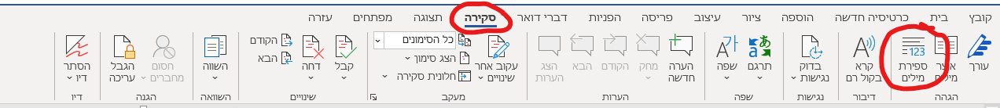 קובץ בית כרטיסיה חדשה הוספה ציור עיצוב פריסה הפניות דברי דואר סקירה תצוגה מפתחים עזרה
עורך
אוצר מילים
123
ספירת מילים
הגהה
קרא בקול רם
דיבור
בדוק נגישות
נגישות
תרגם
שפה
שפה
הערה חדשה
מחק
הקודם
הבא
הצג הערות
הערות
עקוב אחר שינויים
כל הסימונים
הצג סימון
חלונית סקירה
מעקב
קבל
דחה
הקודם
הבא
שינויים
השווה
השוואה
חסום מחברים
הגבל עריכה
הגנה
הסתר דיו
דיו